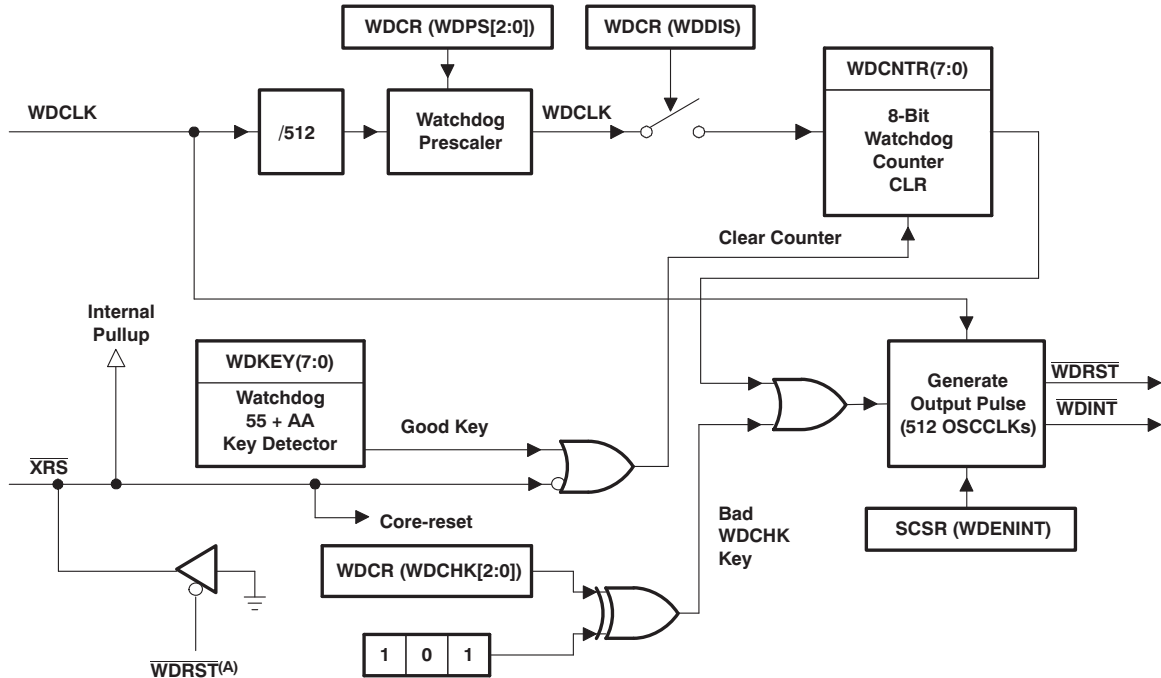 WDCR (WDPS[2:0])
WDCR (WDDIS)
WDCNTR(7:0)
WDCLK
/512
Watchdog
Prescaler
WDCLK
8-Bit
Watchdog
Counter
CLR
Clear Counter
Internal
Pullup
WDKEY(7:0)
Watchdog
55 + AA
Key Detector
Good Key
Generate
Output Pulse
(512 OSCCLKs)
WDRST
WDINT
XRS
Core-reset
Bad
WDCHK
Key
SCSR (WDENINT)
WDCR (WDCHK[2:0])
1 0 1
WDRST(A)